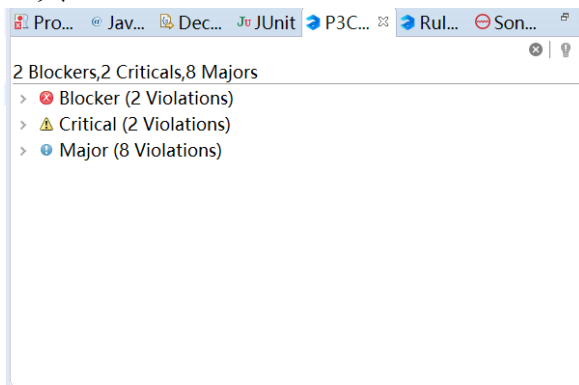 Pro... Jav... Dec... JUnit P3C... Rul... Son...
2 Blockers,2 Criticals,8 Majors
Blocker (2 Violations)
Critical (2 Violations)
Major (8 Violations)